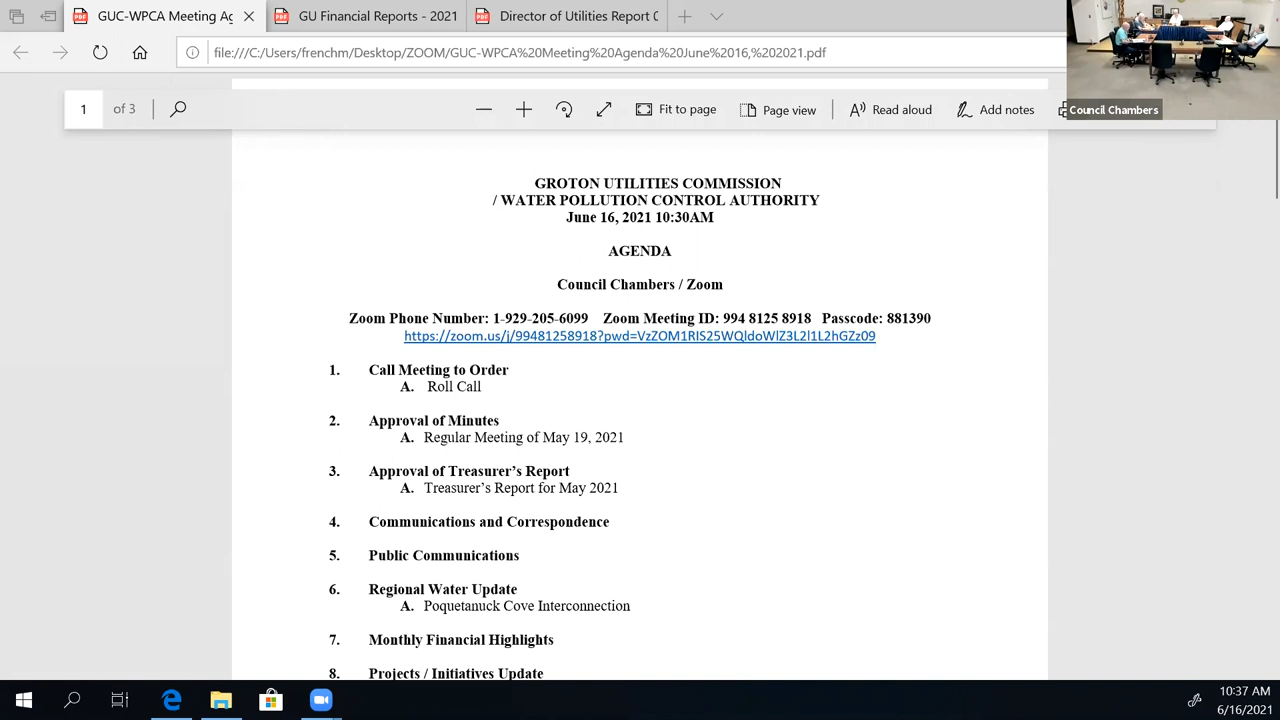 GUC-WPCA Meeting Ag
GU Financial Reports - 2021
Director of Utilities Report
file:///C:/Users/frenchm/Desktop/ZOOM/GUC-WPCA%20Meeting%20Agenda%20June%2016,%202021.pdf
1 of 3
Fit to page
Page view
Read aloud
Add notes
Council Chambers
GROTON UTILITIES COMMISSION
/ WATER POLLUTION CONTROL AUTHORITY
June 16, 2021 10:30AM
AGENDA
Council Chambers / Zoom
Zoom Phone Number: 1-929-205-6099 Zoom Meeting ID: 994 8125 8918 Passcode: 881390
https://zoom.us/j/99481258918?pwd=VzZOM1RIS25WQldoWlZ3L2l1L2hGZz09
1. Call Meeting to Order
A. Roll Call
2. Approval of Minutes
A. Regular Meeting of May 19, 2021
3. Approval of Treasurer's Report
A. Treasurer's Report for May 2021
4. Communications and Correspondence
5. Public Communications
6. Regional Water Update
A. Poquetanuck Cove Interconnection
7. Monthly Financial Highlights
8. Projects / Initiatives Update
10:37 AM
6/16/2021